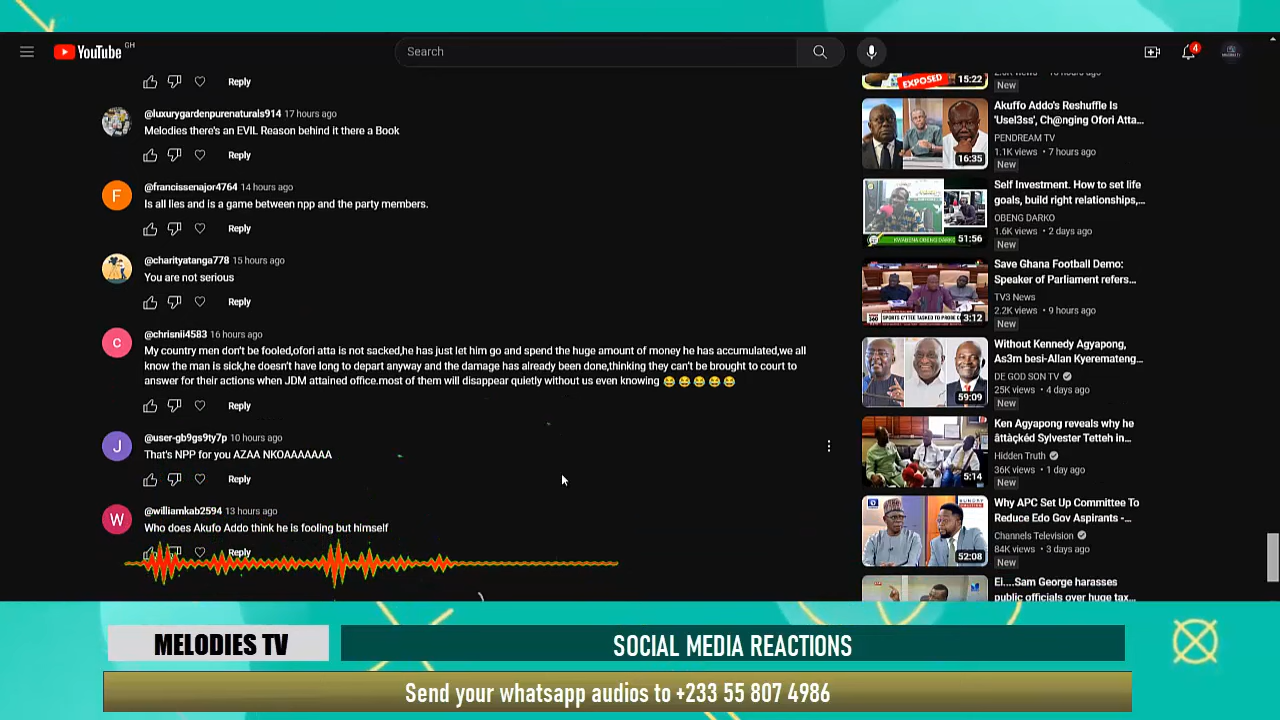 YouTube GH
Search
4
Reply
@luxurygardenpurenaturals914 17 hours ago
Melodies there's an EVIL Reason behind it there a Book
Reply
F
@francissenajor4764 14 hours ago
Is all lies and is a game between npp and the party members.
Reply
@charityatanga778 15 hours ago
You are not serious
Reply
C
@chrisnii4583 16 hours ago
My country men don't be fooled,ofori atta is not sacked,he has just let him go and spend the huge amount of money he has accumulated,we all
know the man is sick,he doesn't have long to depart anyway and the damage has already been done,thinking they can't be brought to court to
answer for their actions when JDM attained office.most of them will disappear quietly without us even knowing 😂😂😂😂😂
Reply
J
@user-gb9gs9ty7p 10 hours ago
That's NPP for you AZAA NKOAAAAAAA
Reply
W
@williamkab2594 13 hours ago
Who does Akufo Addo think he is fooling but himself
Reply
EXPOSED
15:22
New
Akuffo Addo's Reshuffle Is
'Usel3ss', Ch@nging Ofori Atta...
PENDREAM TV
1.1K views • 7 hours ago
New
16:35
Self Investment. How to set life
goals, build right relationships,...
OBENG DARKO
1.6K views • 2 days ago
New
KWABENA OBENG DARKO
51:56
Save Ghana Football Demo:
Speaker of Parliament refers...
TV3 News
2.2K views • 9 hours ago
New
3:12
Without Kennedy Agyapong,
As3m besi-Allan Kyeremateng...
DE GOD SON TV
25K views • 4 days ago
New
59:09
Ken Agyapong reveals why he
âttàçkéd Sylvester Tetteh in...
Hidden Truth
36K views • 1 day ago
New
5:14
Why APC Set Up Committee To
Reduce Edo Gov Aspirants -...
Channels Television
84K views • 3 days ago
New
52:08
Ei....Sam George harasses
public officials over huge tax...
MELODIES TV
SOCIAL MEDIA REACTIONS
Send your whatsapp audios to +233 55 807 4986